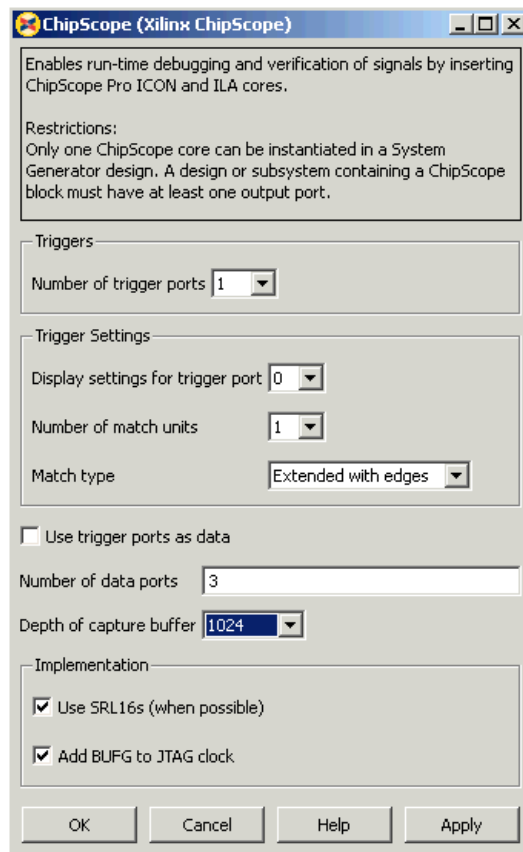 ChipScope (Xilinx ChipScope)
Enables run-time debugging and verification of signals by inserting
ChipScope Pro ICON and ILA cores.
Restrictions:
Only one ChipScope core can be instantiated in a System
Generator design. A design or subsystem containing a ChipScope
block must have at least one output port.
Triggers
Number of trigger ports 1
Trigger Settings
Display settings for trigger port 0
Number of match units 1
Match type Extended with edges
Use trigger ports as data
Number of data ports 3
Depth of capture buffer 1024
Implementation
Use SRL16s (when possible)
Add BUFG to JTAG clock
OK Cancel Help Apply